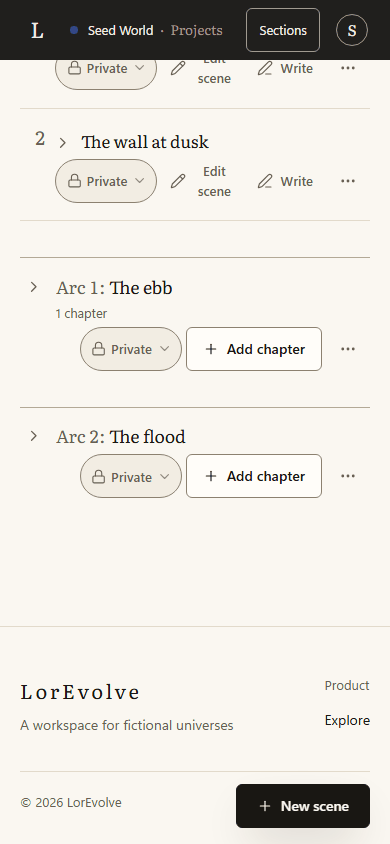 L
Seed World · Projects
Sections
S
Private
Edit
scene
Write
2
The wall at dusk
Private
Edit
scene
Write
Arc 1: The ebb
1 chapter
Private
+ Add chapter
Arc 2: The flood
Private
+ Add chapter
LorEvolve
Product
A workspace for fictional universes
Explore
© 2026 LorEvolve
+ New scene